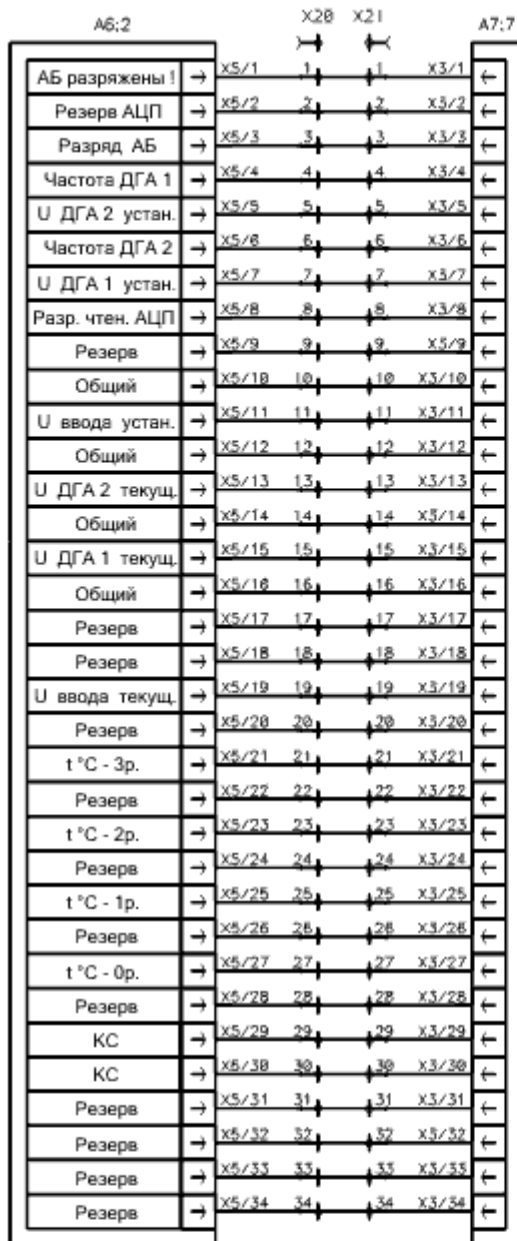 A6;2 X20 X21 A7;7
АБ разряжены ! X5/1 1 1 X3/1
Резерв АЦП X5/2 2 2 X3/2
Разряд АБ X5/3 3 3 X3/3
Частота ДГА 1 X5/4 4 4 X3/4
U ДГА 2 устан. X5/5 5 5 X3/5
Частота ДГА 2 X5/6 6 6 X3/6
U ДГА 1 устан. X5/7 7 7 X3/7
Разр. чтен. АЦП X5/8 8 8 X3/8
Резерв X5/9 9 9 X5/9
Общий X5/10 10 10 X3/10
U ввода устан. X5/11 11 11 X3/11
Общий X5/12 12 12 X3/12
U ДГА 2 текущ. X5/13 13 13 X3/13
Общий X5/14 14 14 X3/14
U ДГА 1 текущ. X5/15 15 15 X3/15
Общий X5/16 16 16 X3/16
Резерв X5/17 17 17 X3/17
Резерв X5/18 18 18 X3/18
U ввода текущ. X5/19 19 19 X3/19
Резерв X5/20 20 20 X3/20
t °C - 3р. X5/21 21 21 X3/21
Резерв X5/22 22 22 X3/22
t °C - 2р. X5/23 23 23 X3/23
Резерв X5/24 24 24 X3/24
t °C - 1р. X5/25 25 25 X3/25
Резерв X5/26 26 26 X3/26
t °C - 0р. X5/27 27 27 X3/27
Резерв X5/28 28 28 X3/28
КС X5/29 29 29 X3/29
КС X5/30 30 30 X3/30
Резерв X5/31 31 31 X3/31
Резерв X5/32 32 32 X3/32
Резерв X5/33 33 33 X3/33
Резерв X5/34 34 34 X3/34